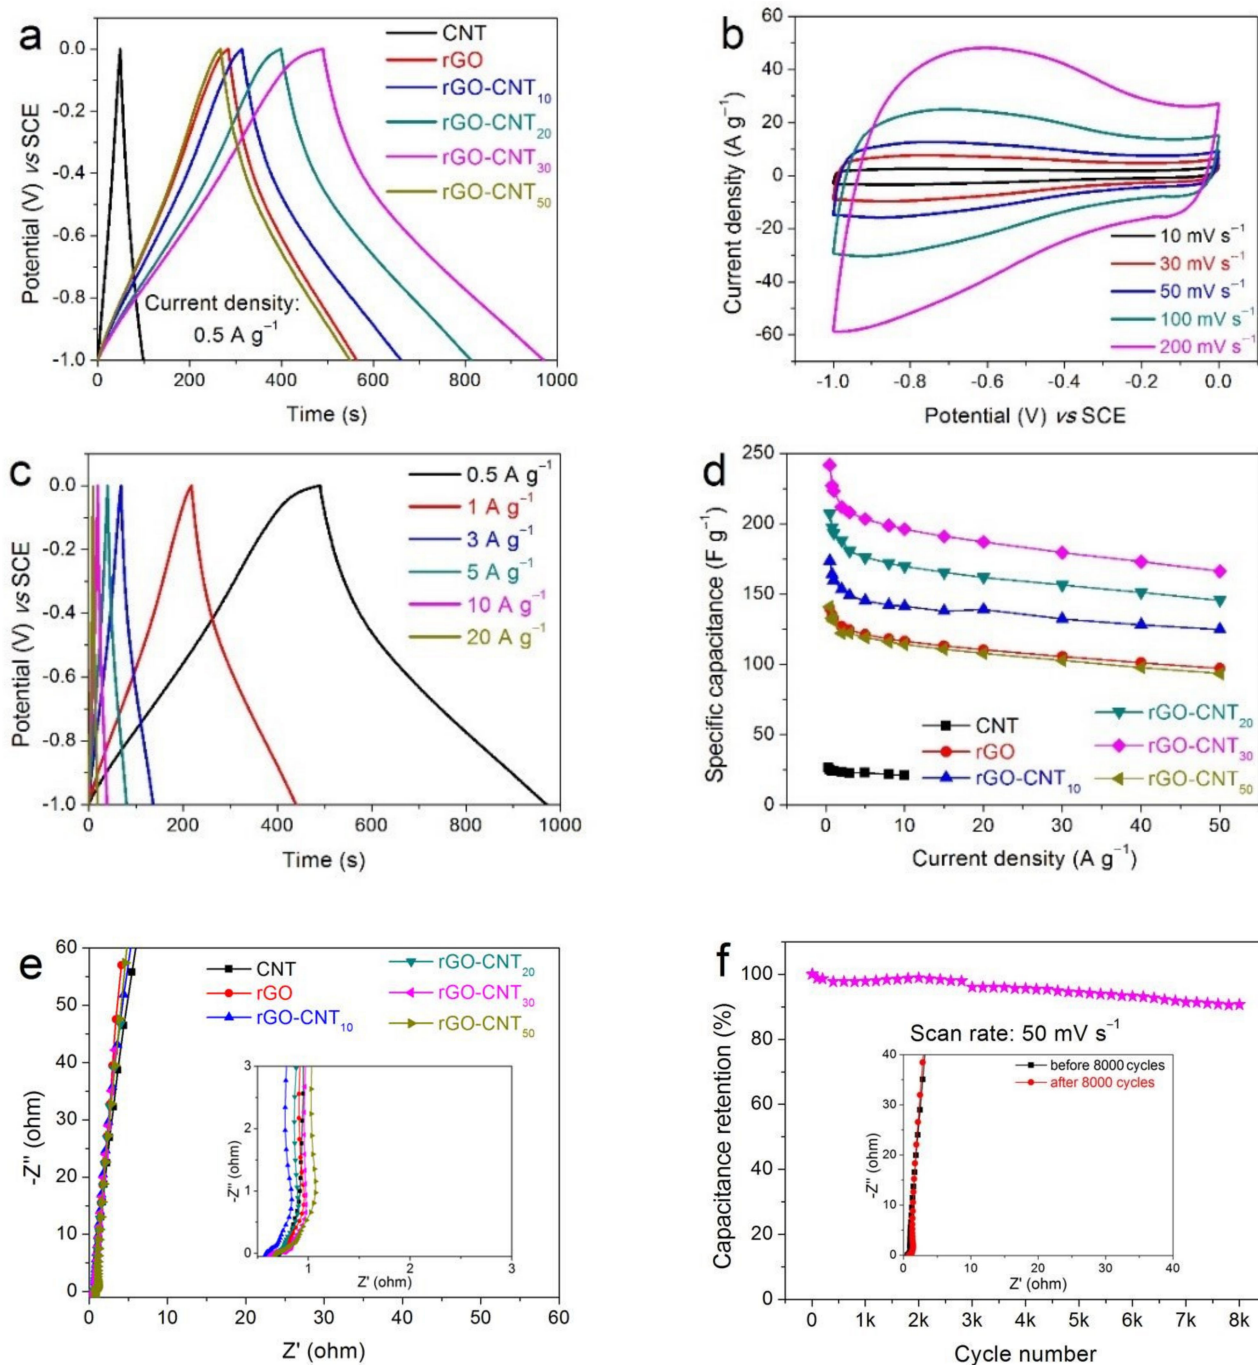 a
CNT
rGO
rGO-CNT10
rGO-CNT20
rGO-CNT30
rGO-CNT50
Current density:
0.5 A g⁻¹
0.0
-0.2
-0.4
-0.6
-0.8
-1.0
Potential (V) vs SCE
0 200 400 600 800 1000
Time (s)
b
60
40
20
0
-20
-40
-60
Current density (A g⁻¹)
10 mV s⁻¹
30 mV s⁻¹
50 mV s⁻¹
100 mV s⁻¹
200 mV s⁻¹
-1.0 -0.8 -0.6 -0.4 -0.2 0.0
Potential (V) vs SCE
c
0.5 A g⁻¹
1 A g⁻¹
3 A g⁻¹
5 A g⁻¹
10 A g⁻¹
20 A g⁻¹
0.0
-0.2
-0.4
-0.6
-0.8
-1.0
Potential (V) vs SCE
0 200 400 600 800 1000
Time (s)
d
250
200
150
100
50
0
Specific capacitance (F g⁻¹)
CNT
rGO
rGO-CNT10
rGO-CNT20
rGO-CNT30
rGO-CNT50
0 10 20 30 40 50
Current density (A g⁻¹)
e
60
50
40
30
20
10
0
-Z'' (ohm)
CNT
rGO
rGO-CNT10
rGO-CNT20
rGO-CNT30
rGO-CNT50
3
2
1
0
-Z'' (ohm)
1 2 3
Z' (ohm)
0 10 20 30 40 50 60
Z' (ohm)
f
100
80
60
40
20
0
Capacitance retention (%)
Scan rate: 50 mV s⁻¹
before 8000 cycles
after 8000 cycles
40
30
20
10
0
-Z'' (ohm)
0 10 20 30 40
Z' (ohm)
0 1k 2k 3k 4k 5k 6k 7k 8k
Cycle number